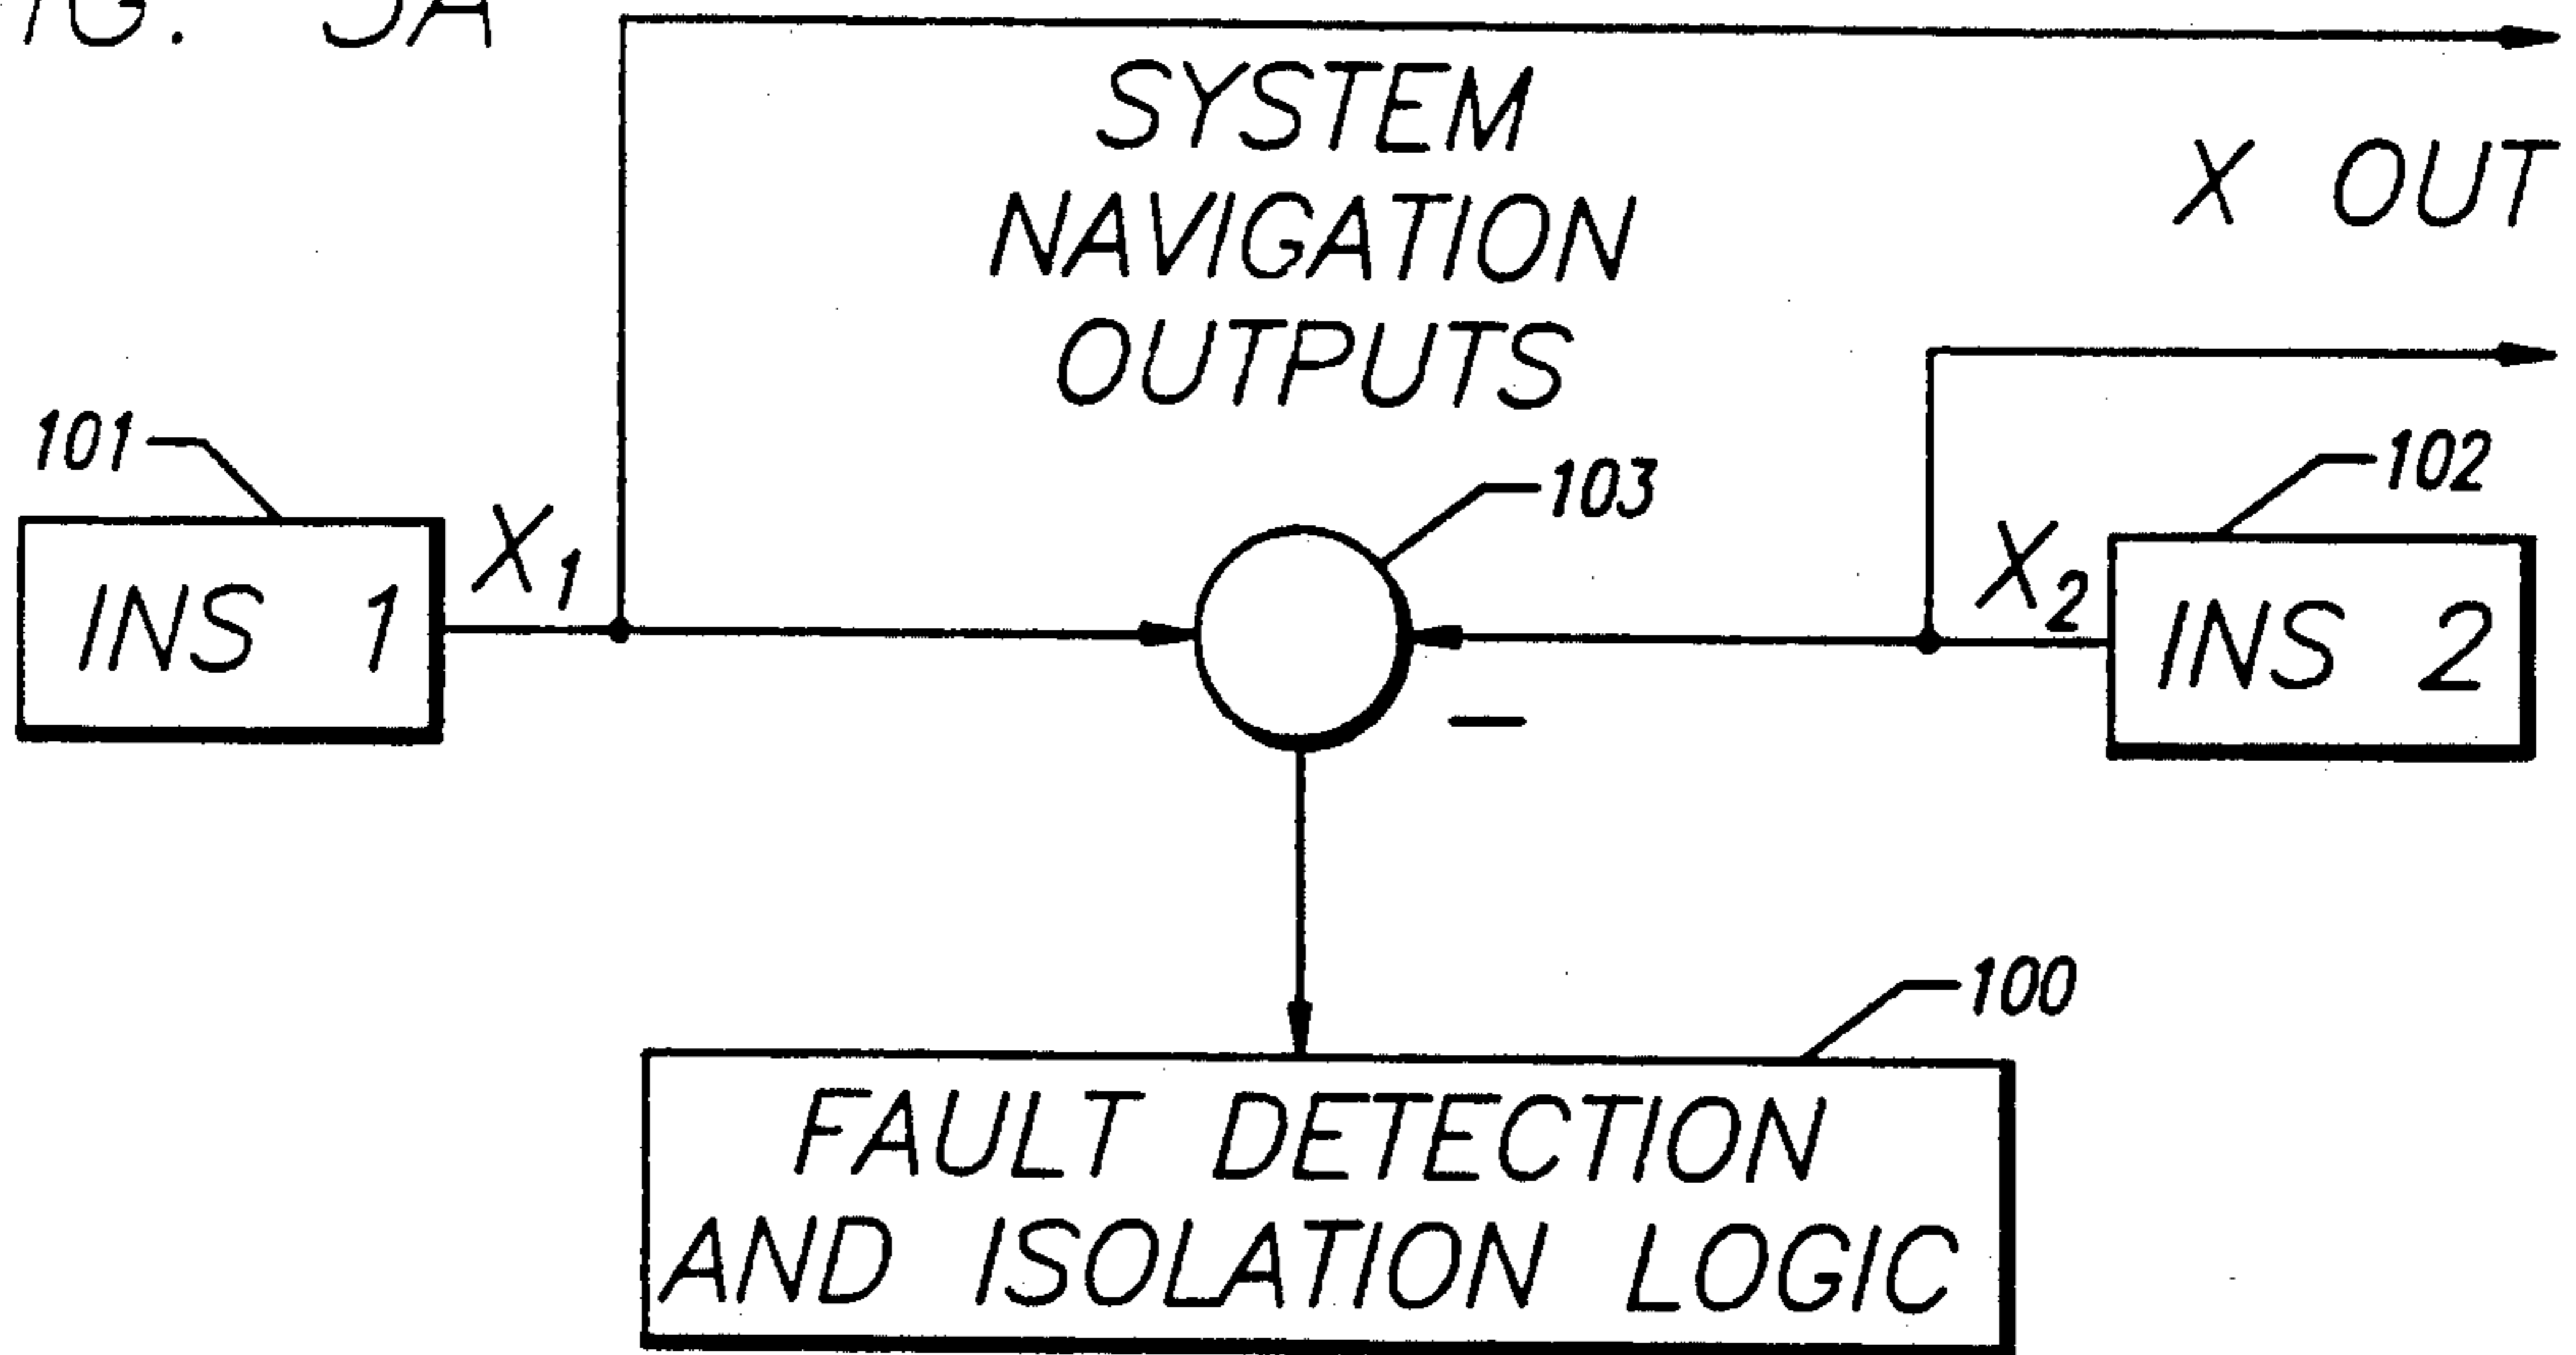 SYSTEM
NAVIGATION
OUTPUTS
X OUT
101
103
102
INS 1
X₁
X₂
INS 2
—
100
FAULT DETECTION
AND ISOLATION LOGIC